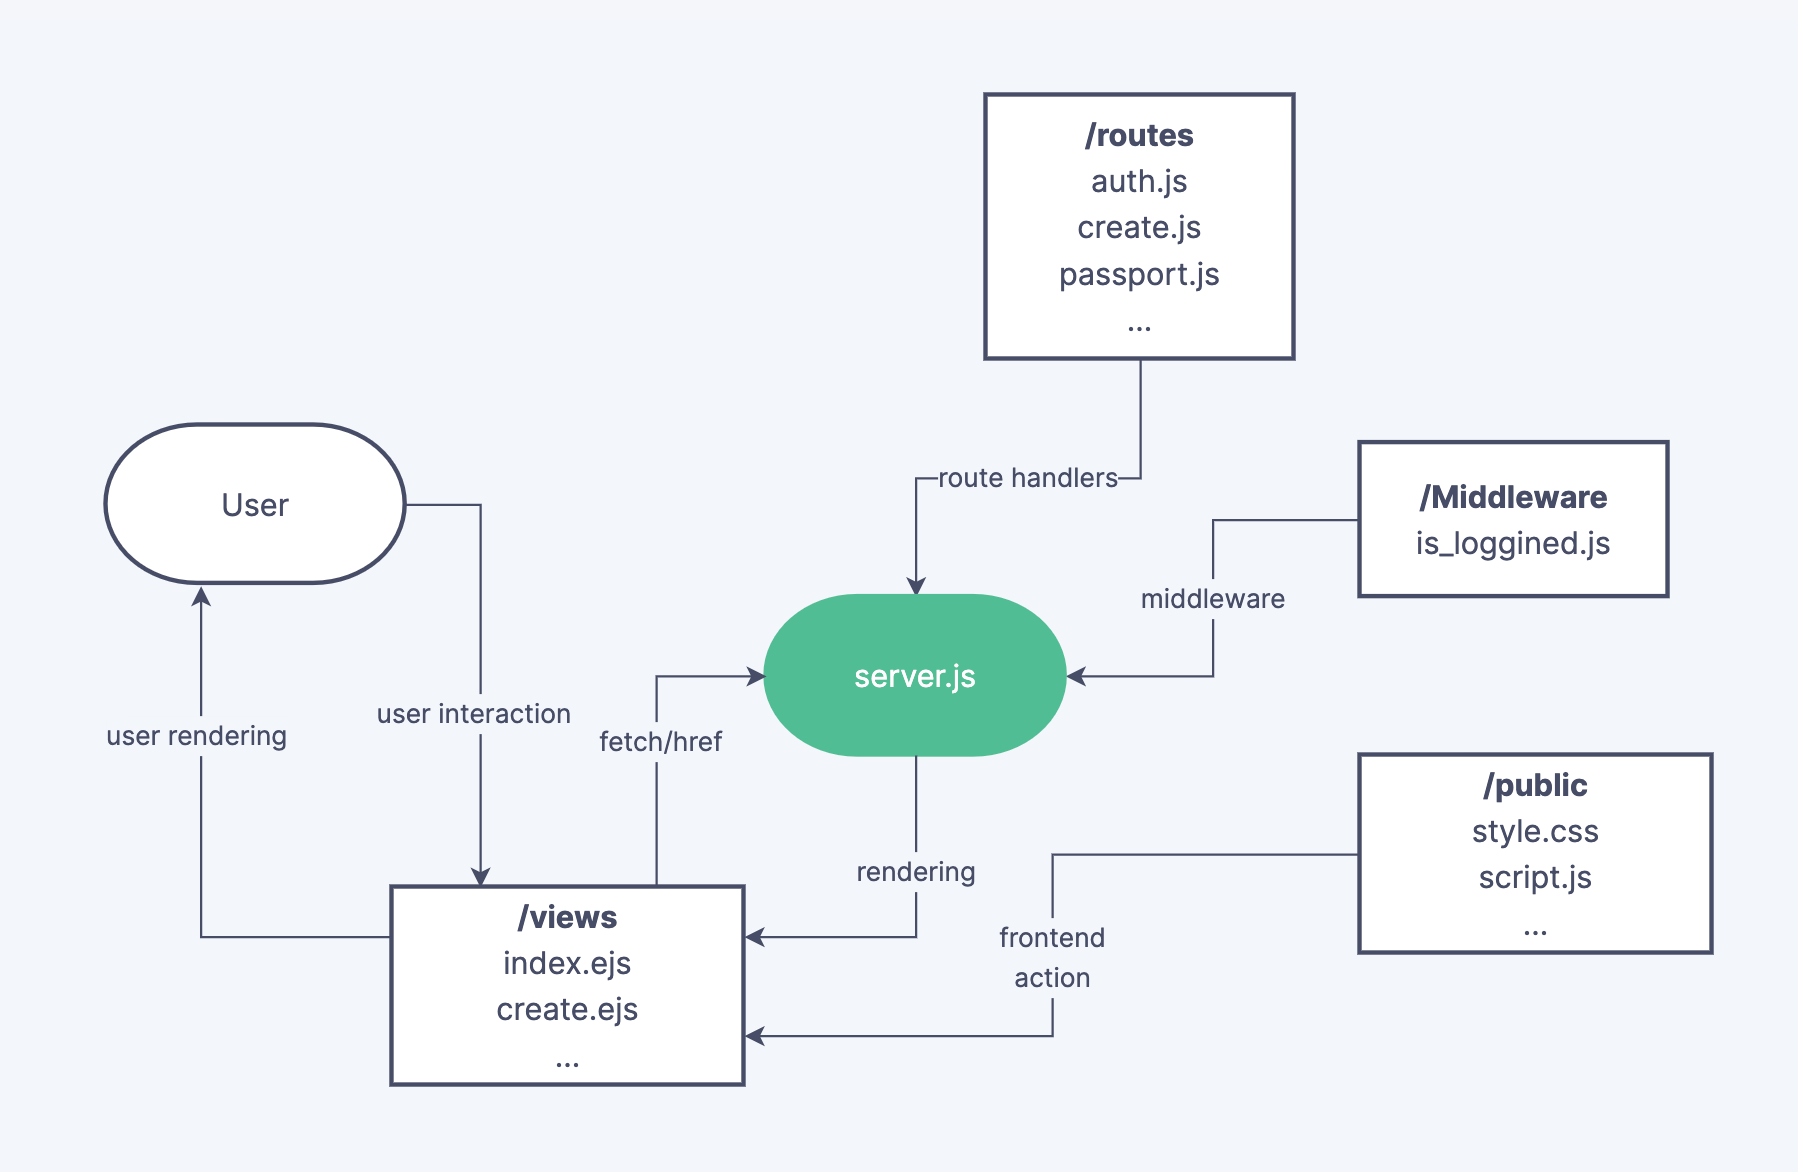 /routes
auth.js
create.js
passport.js
...
route handlers
/Middleware
is_loggined.js
middleware
User
server.js
user interaction
user rendering
fetch/href
rendering
/public
style.css
script.js
...
frontend
action
/views
index.ejs
create.ejs
...